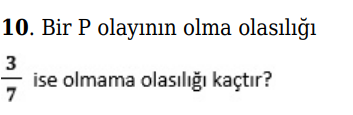 10. Bir P olayının olma olasılığı
3/7 ise olmama olasılığı kaçtır?